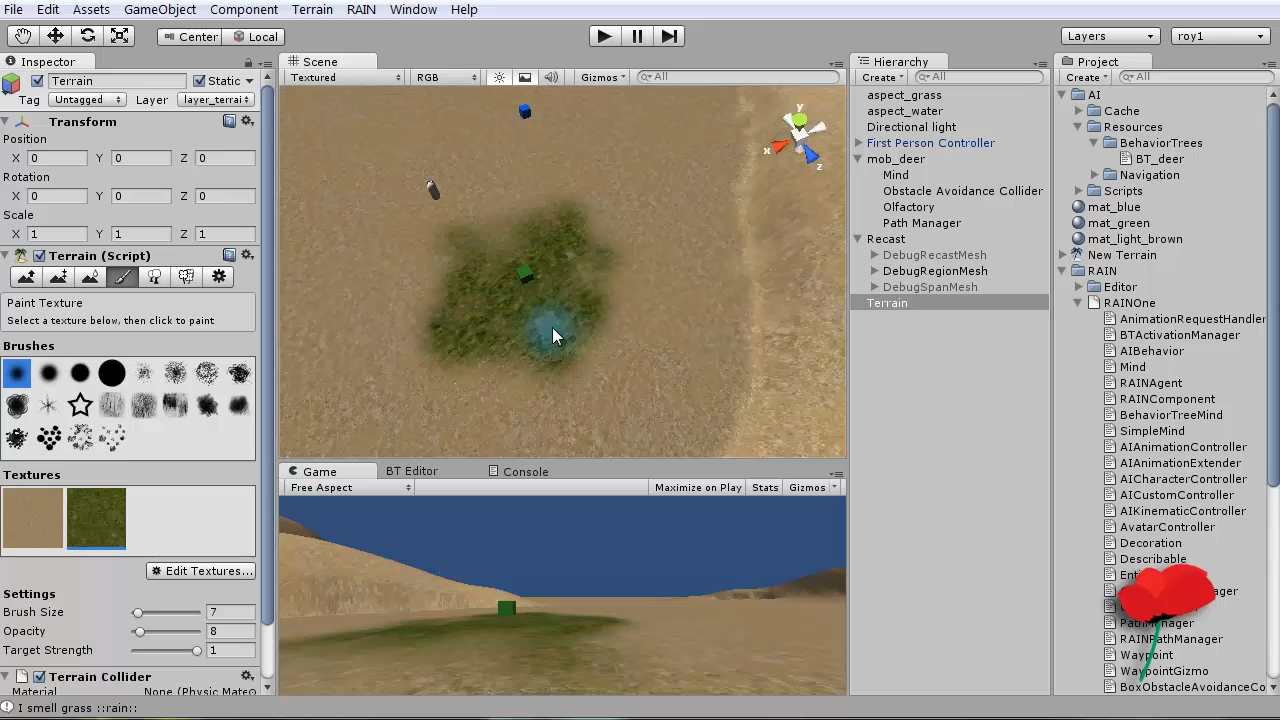 File Edit Assets GameObject Component Terrain RAIN Window Help
Center Local Layers roy1
Inspector
Terrain Static
Tag Untagged Layer layer_terrai
Transform
Position
X 0 Y 0 Z 0
Rotation
X 0 Y 0 Z 0
Scale
X 1 Y 1 Z 1
Terrain (Script)
Paint Texture
Select a texture below, then click to paint
Brushes
Textures
Edit Textures...
Settings
Brush Size 7
Opacity 8
Target Strength 1
Terrain Collider
Material None (Physic Mate
I smell grass ::rain::
Scene
Textured RGB Gizmos All
y
x
z
Game BT Editor Console
Free Aspect Maximize on Play Stats Gizmos
Hierarchy
Create All
aspect_grass
aspect_water
Directional light
First Person Controller
mob_deer
Mind
Obstacle Avoidance Collider
Olfactory
Path Manager
Recast
DebugRecastMesh
DebugRegionMesh
DebugSpanMesh
Terrain
Project
Create All
AI
Cache
Resources
BehaviorTrees
BT_deer
Navigation
Scripts
mat_blue
mat_green
mat_light_brown
New Terrain
RAIN
Editor
RAINOne
AnimationRequestHandler
BTActivationManager
AIBehavior
Mind
RAINAgent
RAINComponent
BehaviorTreeMind
SimpleMind
AIAnimationController
AIAnimationExtender
AICharacterController
AICustomController
AIKinematicController
AvatarController
Decoration
Describable
PathManager
RAINPathManager
Waypoint
WaypointGizmo
BoxObstacleAvoidanceCo